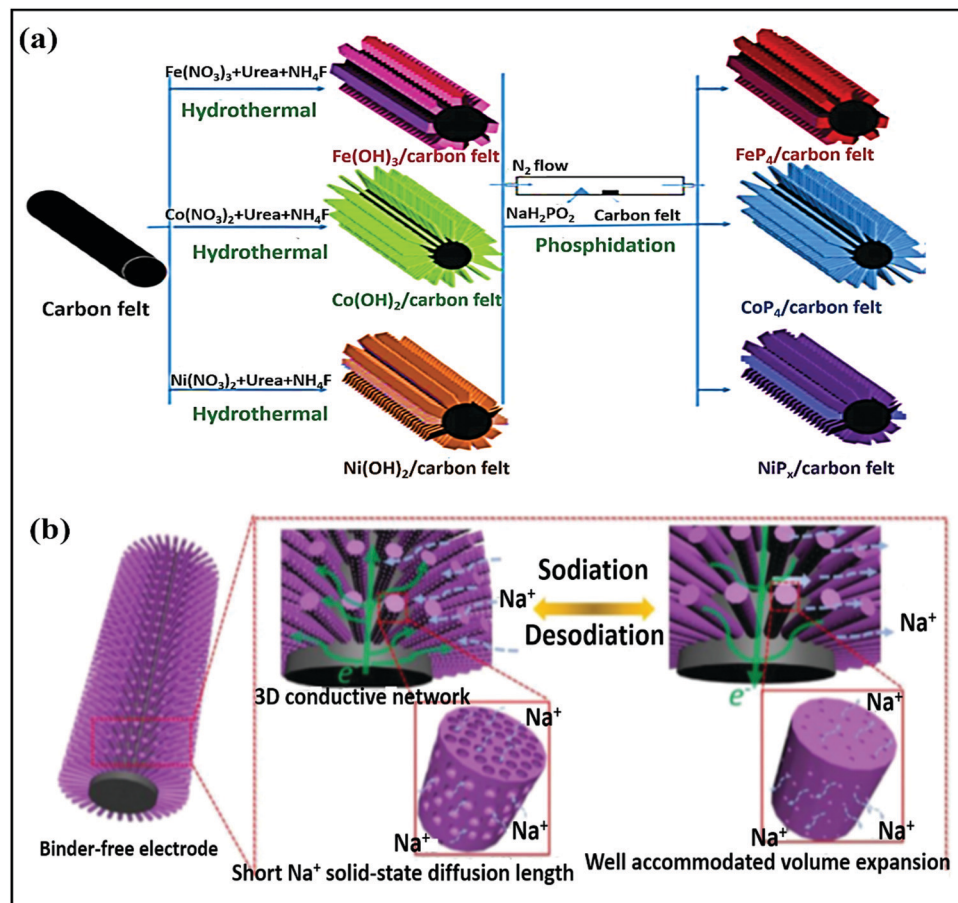 (a)
Fe(NO₃)₃+Urea+NH₄F
Hydrothermal
Fe(OH)₃/carbon felt
FeP₄/carbon felt
N₂ flow
NaH₂PO₂
Carbon felt
Co(NO₃)₂+Urea+NH₄F
Hydrothermal
Phosphidation
Carbon felt
Co(OH)₂/carbon felt
CoP₄/carbon felt
Ni(NO₃)₂+Urea+NH₄F
Hydrothermal
Ni(OH)₂/carbon felt
NiPₓ/carbon felt
(b)
Sodiation
Na⁺
Desodiation
Na⁺
e⁻
e⁻
3D conductive network
Na⁺
Na⁺
Na⁺
Na⁺
Na⁺
Na⁺
Binder-free electrode
Short Na⁺ solid-state diffusion length
Well accommodated volume expansion